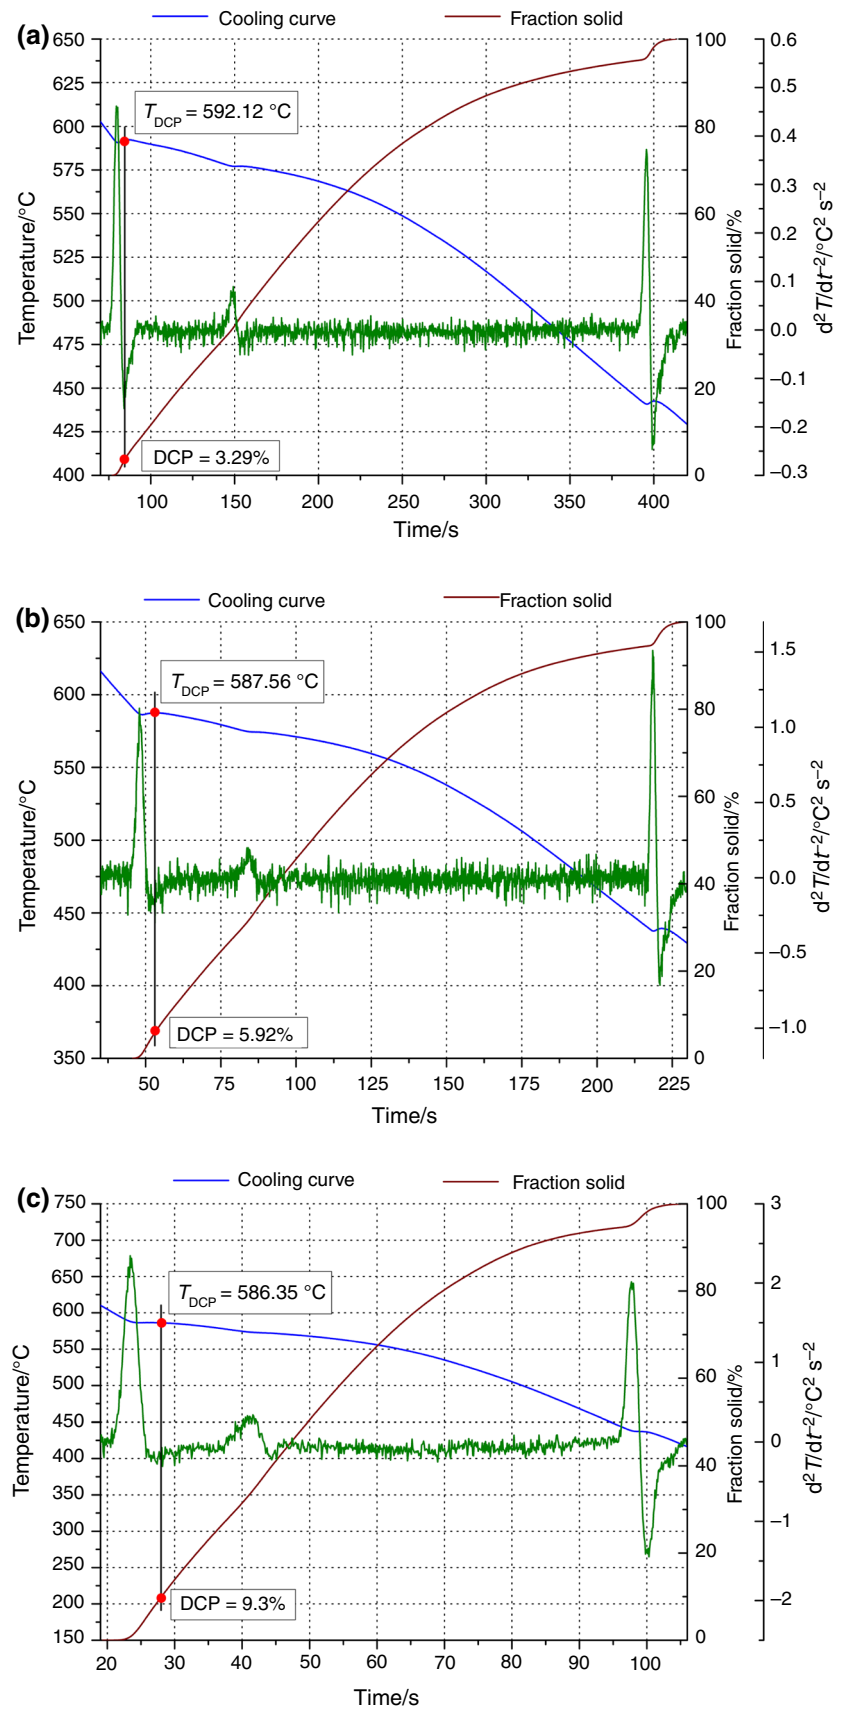 Cooling curve Fraction solid
(a)
650 100 0.6
625 0.5
T_DCP = 592.12 °C
600 80 0.4
575 0.3
550 60 0.2
525 0.1
500 40 0.0
475 –0.1
450 20 –0.2
425 –0.3
DCP = 3.29%
400 0
Temperature/°C
Fraction solid/%
d²T/dt⁻²/°C² s⁻²
100 150 200 250 300 350 400
Time/s
Cooling curve Fraction solid
(b)
650 100
1.5
T_DCP = 587.56 °C
600 80 1.0
550 60 0.5
500 40 0.0
450 20 –0.5
400 –1.0
DCP = 5.92%
350 0
Temperature/°C
Fraction solid/%
d²T/dt⁻²/°C² s⁻²
50 75 100 125 150 175 200 225
Time/s
Cooling curve Fraction solid
(c)
750 100 3
700
650 80 2
T_DCP = 586.35 °C
600
550 60 1
500
450 0
400 40
350 –1
300
250 20
200 –2
DCP = 9.3%
150 0
Temperature/°C
Fraction solid/%
d²T/dt⁻²/°C² s⁻²
20 30 40 50 60 70 80 90 100
Time/s